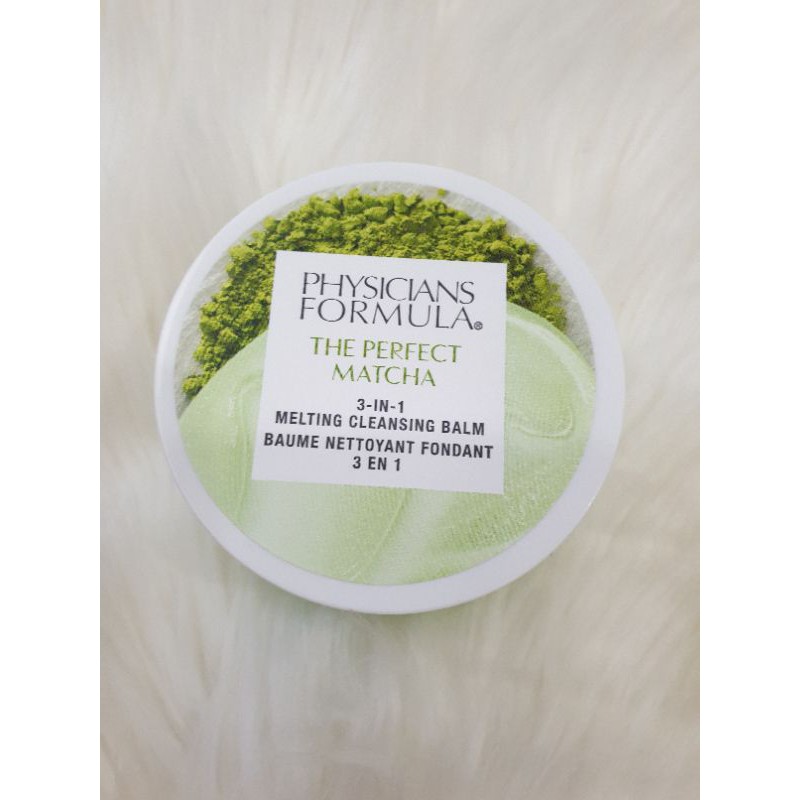 PHYSICIANS
FORMULA®
THE PERFECT
MATCHA
3-IN-1
MELTING CLEANSING BALM
BAUME NETTOYANT FONDANT
3 EN 1